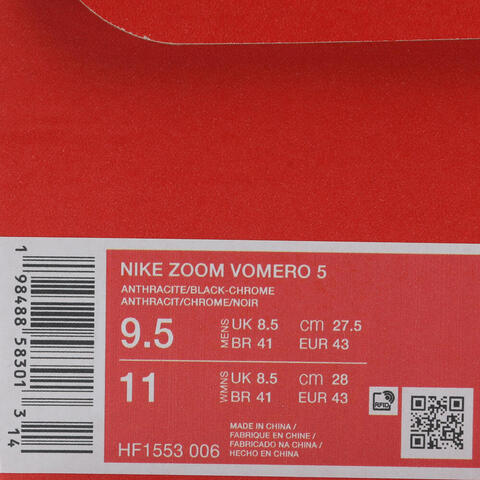 NIKE ZOOM VOMERO 5
ANTHRACITE/BLACK-CHROME
ANTHRACIT/CHROME/NOIR
9.5 MENS UK 8.5 cm 27.5
BR 41 EUR 43
11 WMNS UK 8.5 cm 28
BR 41 EUR 43
RFID
MADE IN CHINA /
FABRIQUE EN CHINE /
FABRICADO NA CHINA /
HECHO EN CHINA
HF1553 006
1 98488 58301 3 14